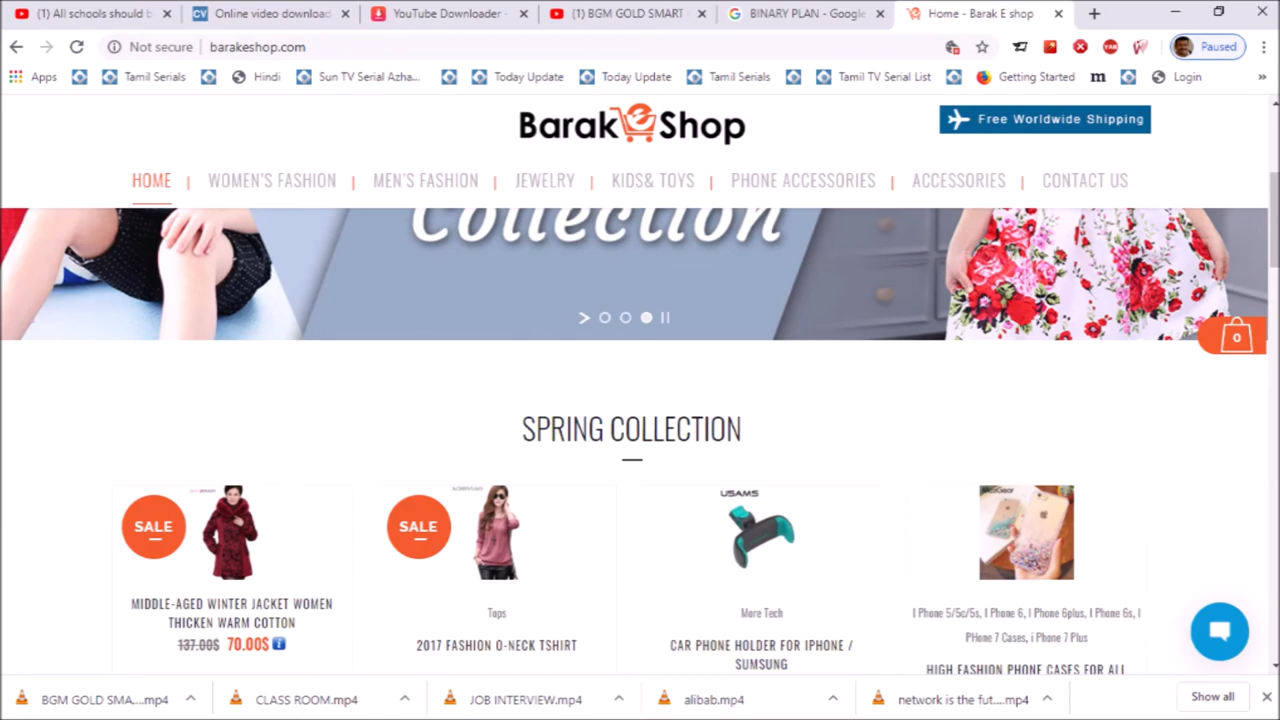 (1) All schools should b
Online video download
YouTube Downloader -
(1) BGM GOLD SMART
BINARY PLAN - Google
Home - Barak E shop
Not secure
barakeshop.com
Paused
Apps
Tamil Serials
Hindi
Sun TV Serial Azha...
Today Update
Today Update
Tamil Serials
Tamil TV Serial List
Getting Started
m
Login
Barak e Shop
Free Worldwide Shipping
HOME | WOMEN'S FASHION | MEN'S FASHION | JEWELRY | KIDS& TOYS | PHONE ACCESSORIES | ACCESSORIES | CONTACT US
Collection
0
SPRING COLLECTION
SALE
MIDDLE-AGED WINTER JACKET WOMEN
THICKEN WARM COTTON
137.00$ 70.00$
SALE
Tops
2017 FASHION O-NECK TSHIRT
USAMS
More Tech
CAR PHONE HOLDER FOR IPHONE /
SUMSUNG
I Phone 5/5c/5s, I Phone 6, I Phone 6plus, I Phone 6s, I
PHone 7 Cases, i Phone 7 Plus
HIGH FASHION PHONE CASES FOR ALL
BGM GOLD SMA....mp4
CLASS ROOM.mp4
JOB INTERVIEW.mp4
alibab.mp4
network is the fut....mp4
Show all